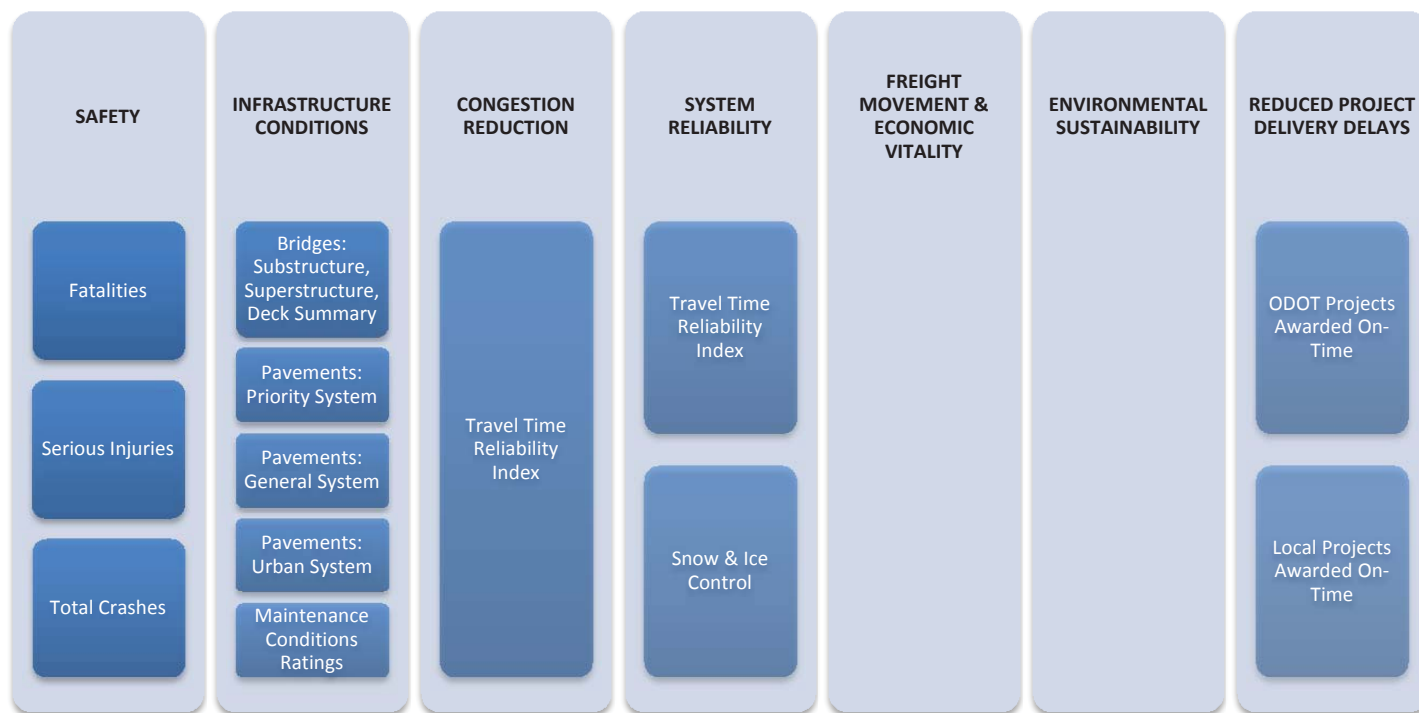 SAFETY
Fatalities
Serious Injuries
Total Crashes
INFRASTRUCTURE
CONDITIONS
Bridges:
Substructure,
Superstructure,
Deck Summary
Pavements:
Priority System
Pavements:
General System
Pavements:
Urban System
Maintenance
Conditions
Ratings
CONGESTION
REDUCTION
Travel Time
Reliability
Index
SYSTEM
RELIABILITY
Travel Time
Reliability
Index
Snow & Ice
Control
FREIGHT
MOVEMENT &
ECONOMIC
VITALITY
ENVIRONMENTAL
SUSTAINABILITY
REDUCED PROJECT
DELIVERY DELAYS
ODOT Projects
Awarded On-
Time
Local Projects
Awarded On-
Time